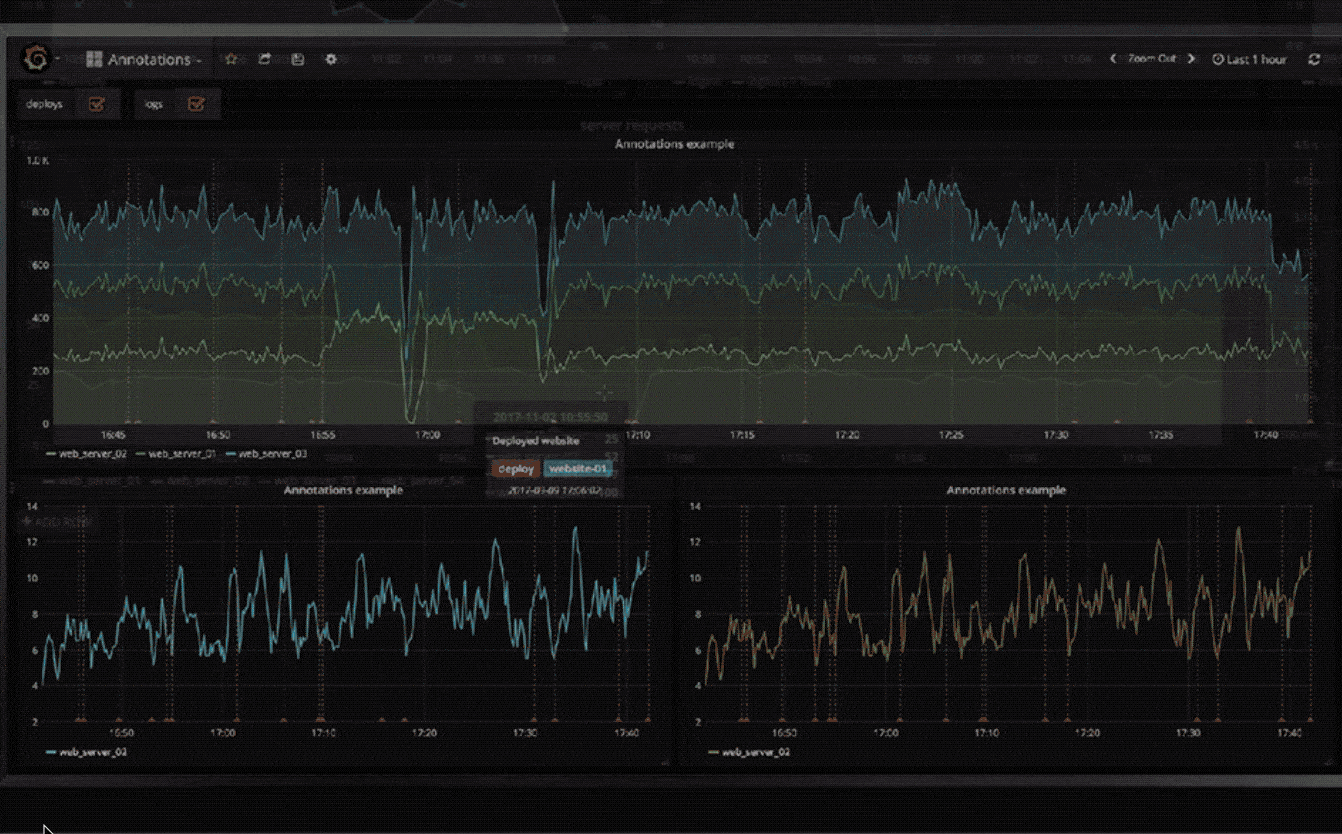 Annotations
Zoom Out
Last 1 hour
deploys
logs
server requests
Annotations example
1.0 K
800
600
400
200
0
16:45 16:50 16:55 17:00 17:10 17:15 17:20 17:25 17:30 17:35 17:40
2017-11-02 10:55:50
Deployed website
deploy website-01
2017-03-09 17:06:02
web_server_02 web_server_01 web_server_03
Annotations example
14
12
10
8
6
4
2
16:50 17:00 17:10 17:20 17:30 17:40
web_server_02
Annotations example
14
12
10
8
6
4
2
16:50 17:00 17:10 17:20 17:30 17:40
web_server_02